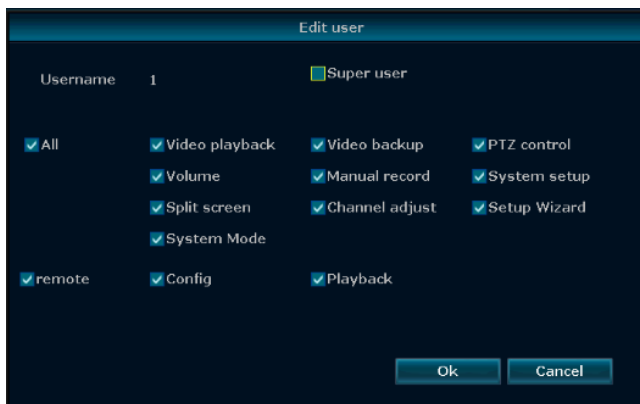 Edit user
Username 1 Super user
All Video playback Video backup PTZ control
Volume Manual record System setup
Split screen Channel adjust Setup Wizard
System Mode
remote Config Playback
Ok Cancel